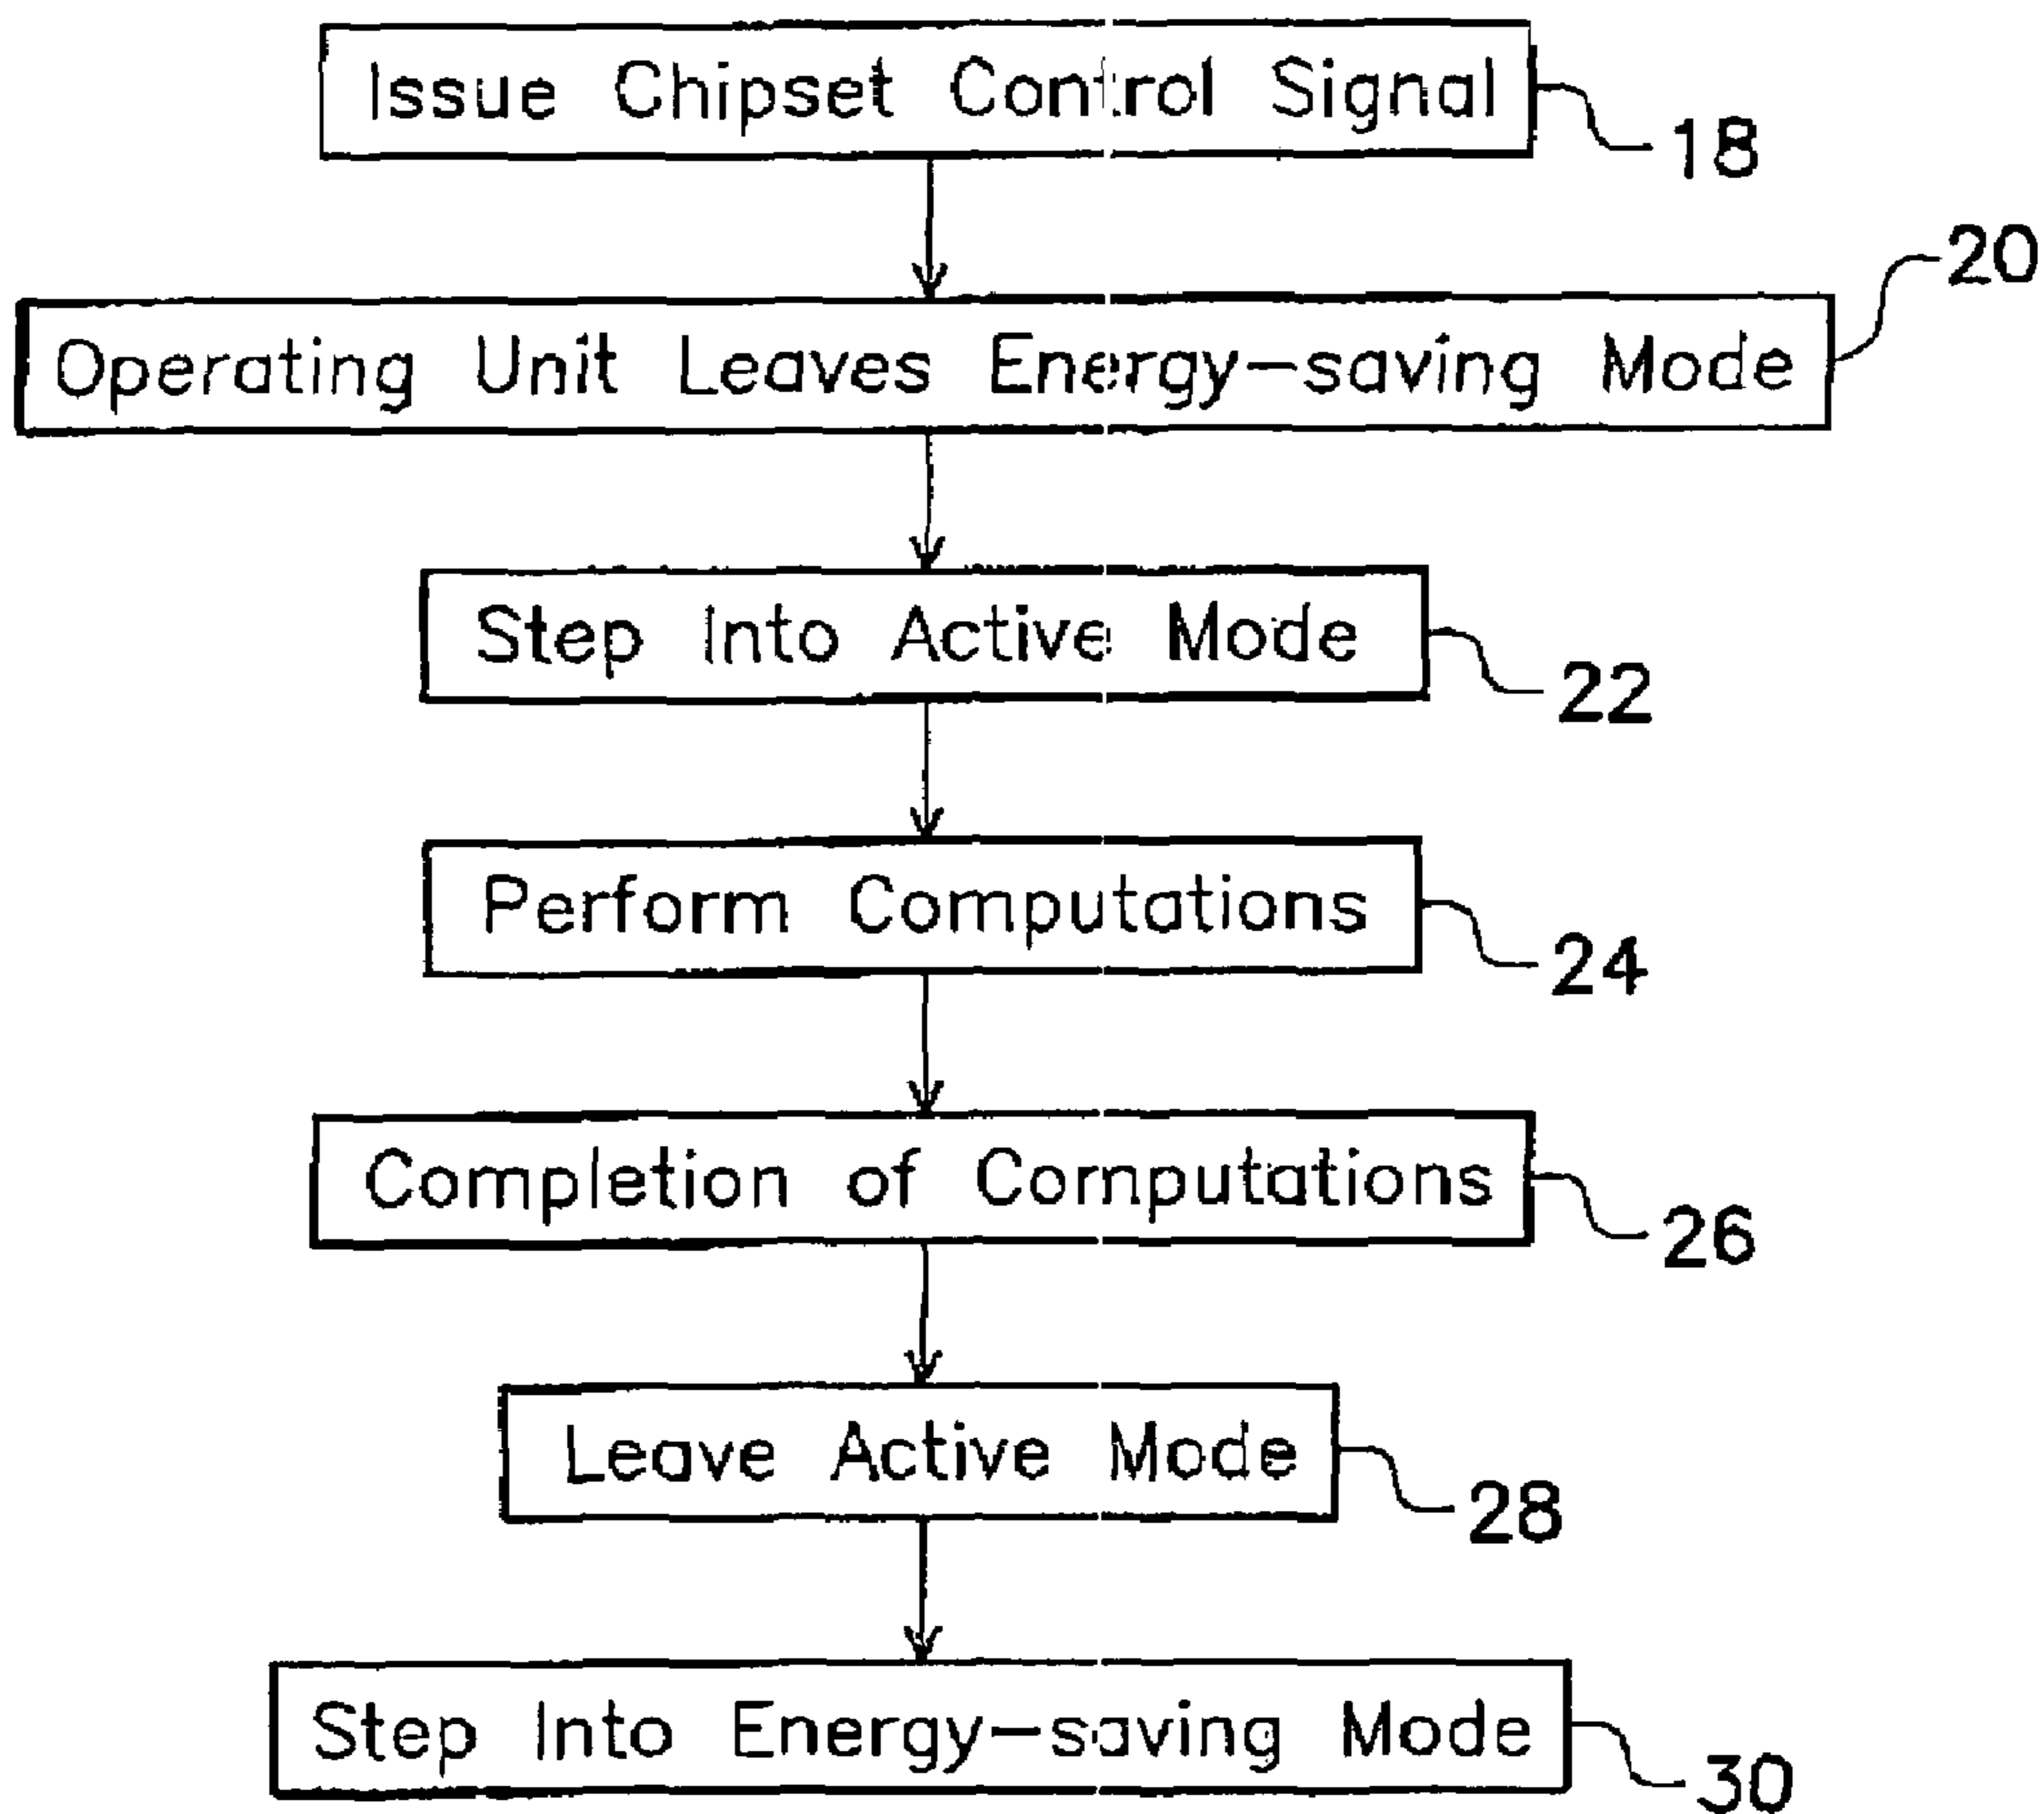 Issue Chipset Control Signal
18
20
Operating Unit Leaves Energy-saving Mode
Step Into Active Mode
22
Perform Computations
24
Completion of Computations
26
Leave Active Mode
28
Step Into Energy-saving Mode
30